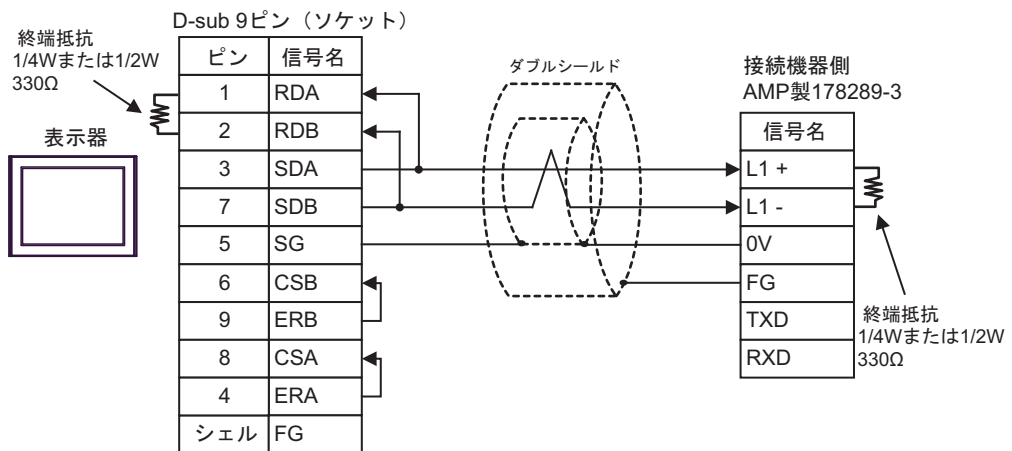 D-sub 9ピン（ソケット）
終端抵抗
1/4Wまたは1/2W
330Ω
表示器
ピン 信号名
1 RDA
2 RDB
3 SDA
7 SDB
5 SG
6 CSB
9 ERB
8 CSA
4 ERA
シェル FG
ダブルシールド
接続機器側
AMP製178289-3
信号名
L1 +
L1 -
0V
FG
TXD
RXD
終端抵抗
1/4Wまたは1/2W
330Ω